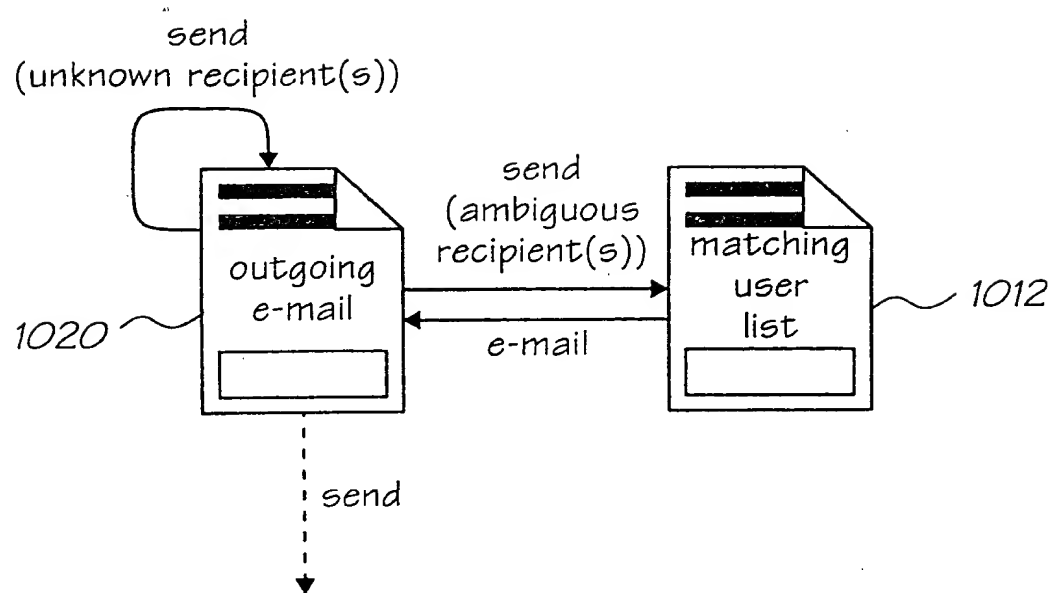 send
(unknown recipient(s))
send
(ambiguous
recipient(s))
outgoing
e-mail
matching
user
list
1020
1012
e-mail
send